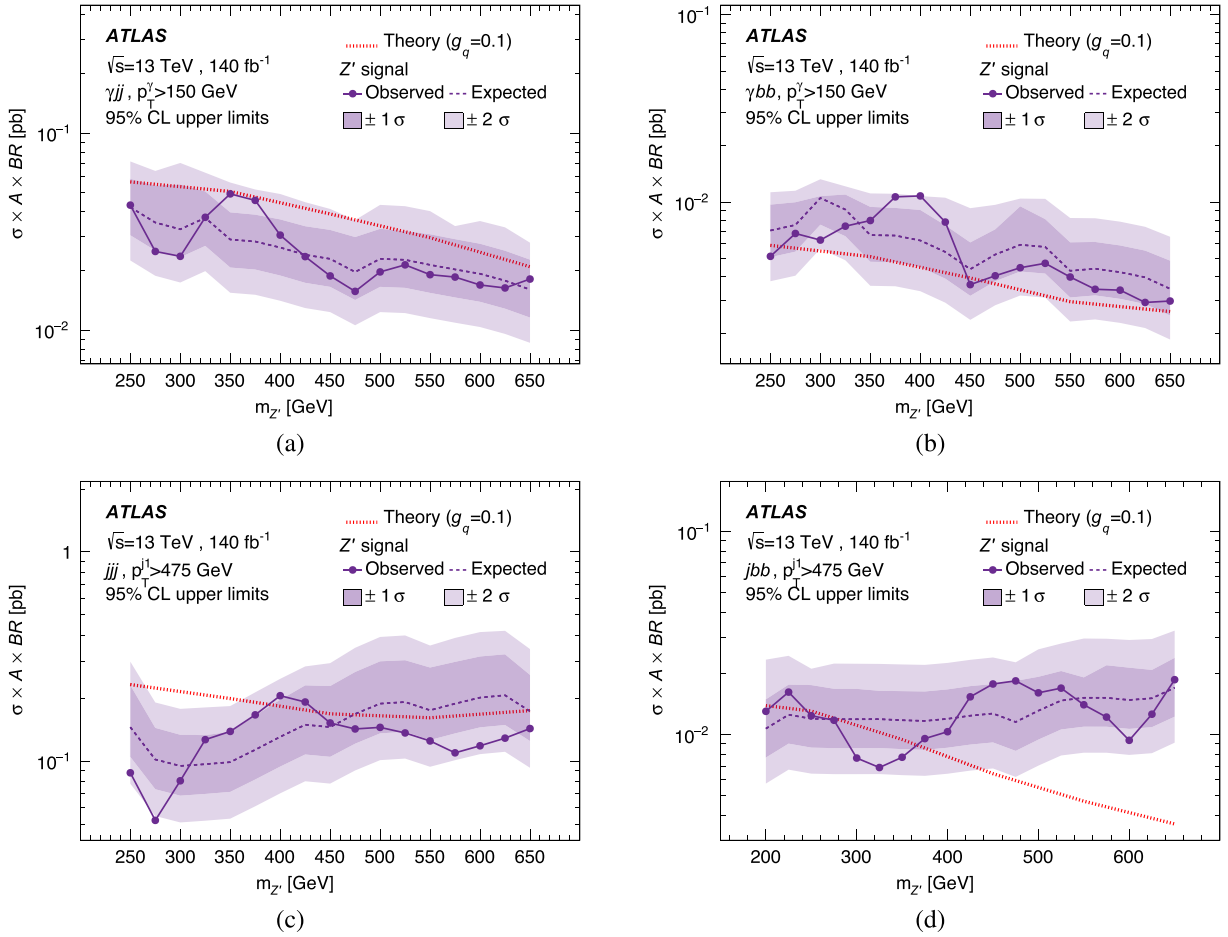 ATLAS
√s=13 TeV , 140 fb⁻¹
γjj , p_T^γ>150 GeV
95% CL upper limits
Theory (g_q=0.1)
Z′ signal
Observed
Expected
± 1 σ
± 2 σ
σ × A × BR [pb]
10⁻¹
10⁻²
250 300 350 400 450 500 550 600 650
m_Z′ [GeV]
(a)
ATLAS
√s=13 TeV , 140 fb⁻¹
γbb , p_T^γ>150 GeV
95% CL upper limits
Theory (g_q=0.1)
Z′ signal
Observed
Expected
± 1 σ
± 2 σ
σ × A × BR [pb]
10⁻¹
10⁻²
250 300 350 400 450 500 550 600 650
m_Z′ [GeV]
(b)
ATLAS
√s=13 TeV , 140 fb⁻¹
jjj , p_T^j1>475 GeV
95% CL upper limits
Theory (g_q=0.1)
Z′ signal
Observed
Expected
± 1 σ
± 2 σ
σ × A × BR [pb]
1
10⁻¹
250 300 350 400 450 500 550 600 650
m_Z′ [GeV]
(c)
ATLAS
√s=13 TeV , 140 fb⁻¹
jbb , p_T^j1>475 GeV
95% CL upper limits
Theory (g_q=0.1)
Z′ signal
Observed
Expected
± 1 σ
± 2 σ
σ × A × BR [pb]
10⁻¹
10⁻²
200 300 400 500 600
m_Z′ [GeV]
(d)